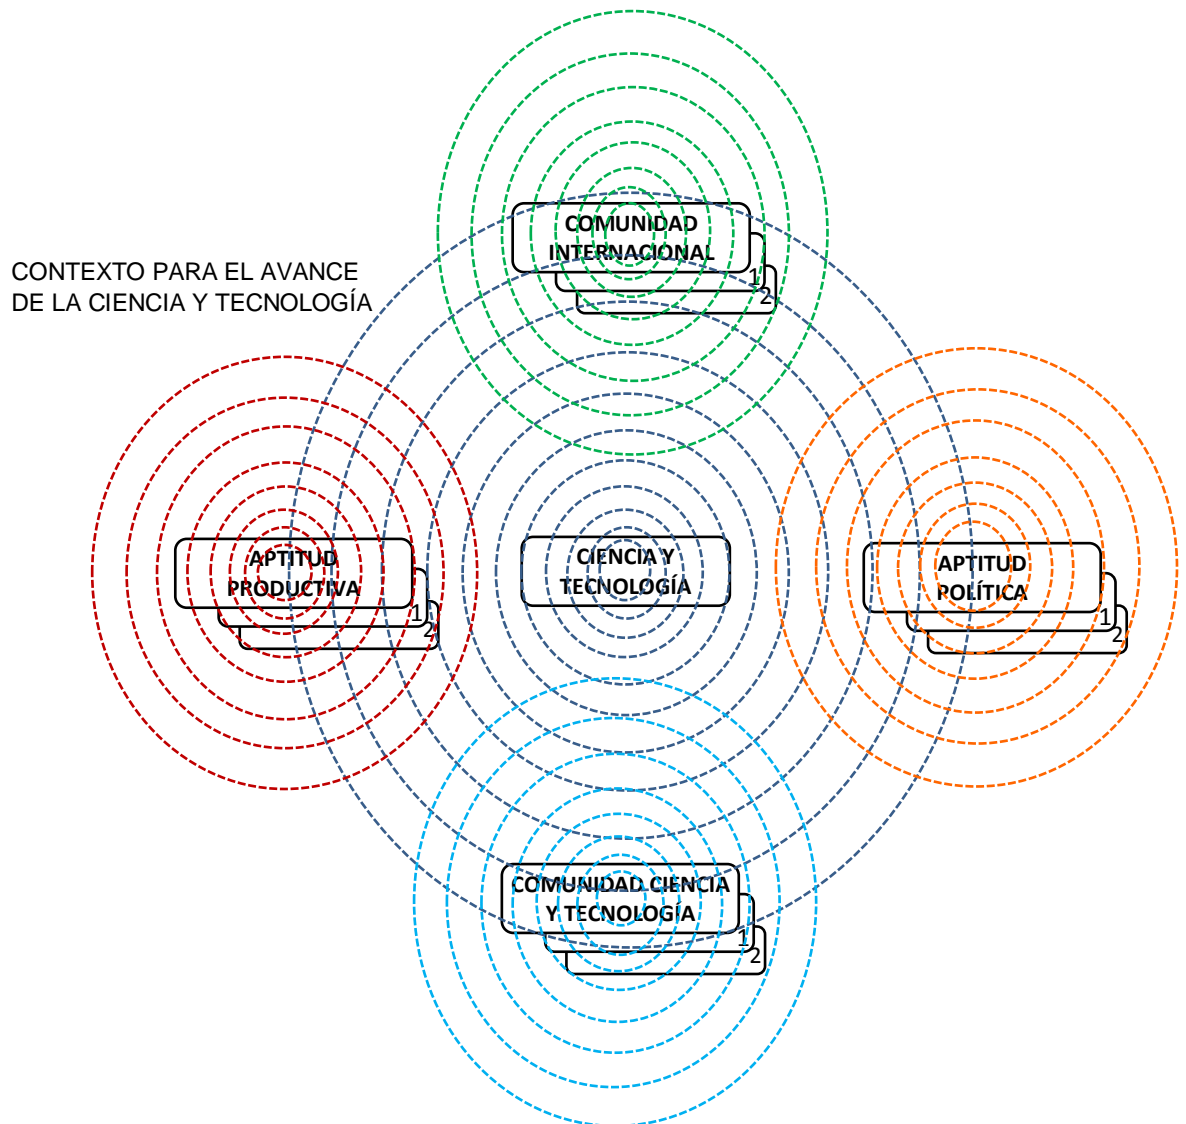 COMUNIDAD
INTERNACIONAL
1
2
CONTEXTO PARA EL AVANCE
DE LA CIENCIA Y TECNOLOGÍA
APTITUD
PRODUCTIVA
1
2
CIENCIA Y
TECNOLOGÍA
APTITUD
POLÍTICA
1
2
COMUNIDAD CIENCIA
Y TECNOLOGÍA
1
2